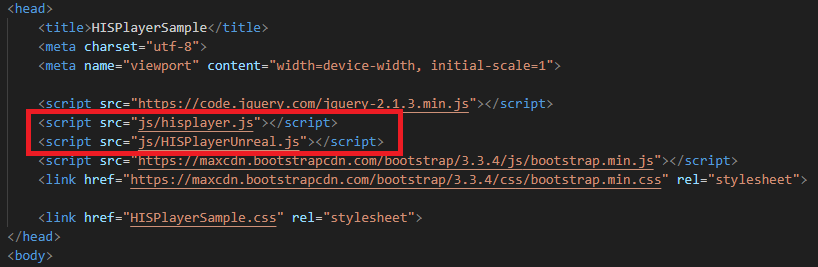 <head>
<title>HISPlayerSample</title>
<meta charset="utf-8">
<meta name="viewport" content="width=device-width, initial-scale=1">
<script src="https://code.jquery.com/jquery-2.1.3.min.js"></script>
<script src="js/hisplayer.js"></script>
<script src="js/HISPlayerUnreal.js"></script>
<script src="https://maxcdn.bootstrapcdn.com/bootstrap/3.3.4/js/bootstrap.min.js"></script>
<link href="https://maxcdn.bootstrapcdn.com/bootstrap/3.3.4/css/bootstrap.min.css" rel="stylesheet">
<link href="HISPlayerSample.css" rel="stylesheet">
</head>
<body>